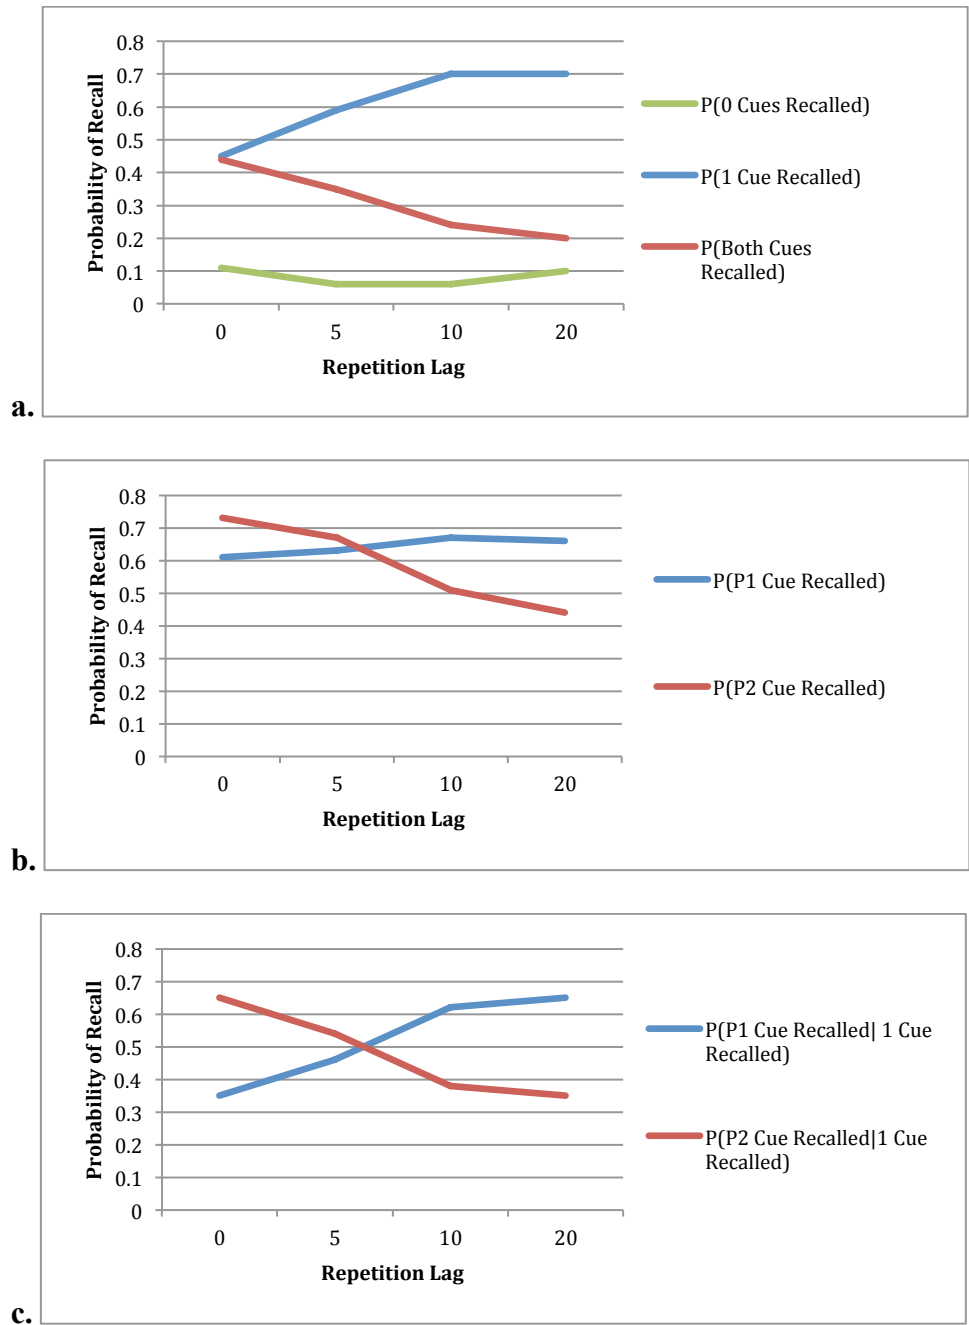 0.8
0.7
0.6
0.5
0.4
0.3
0.2
0.1
0
Probability of Recall
0 5 10 20
Repetition Lag
P(0 Cues Recalled)
P(1 Cue Recalled)
P(Both Cues
Recalled)
a.
0.8
0.7
0.6
0.5
0.4
0.3
0.2
0.1
0
Probability of Recall
0 5 10 20
Repetition Lag
P(P1 Cue Recalled)
P(P2 Cue Recalled)
b.
0.8
0.7
0.6
0.5
0.4
0.3
0.2
0.1
0
Probability of Recall
0 5 10 20
Repetition Lag
P(P1 Cue Recalled| 1 Cue
Recalled)
P(P2 Cue Recalled|1 Cue
Recalled)
c.